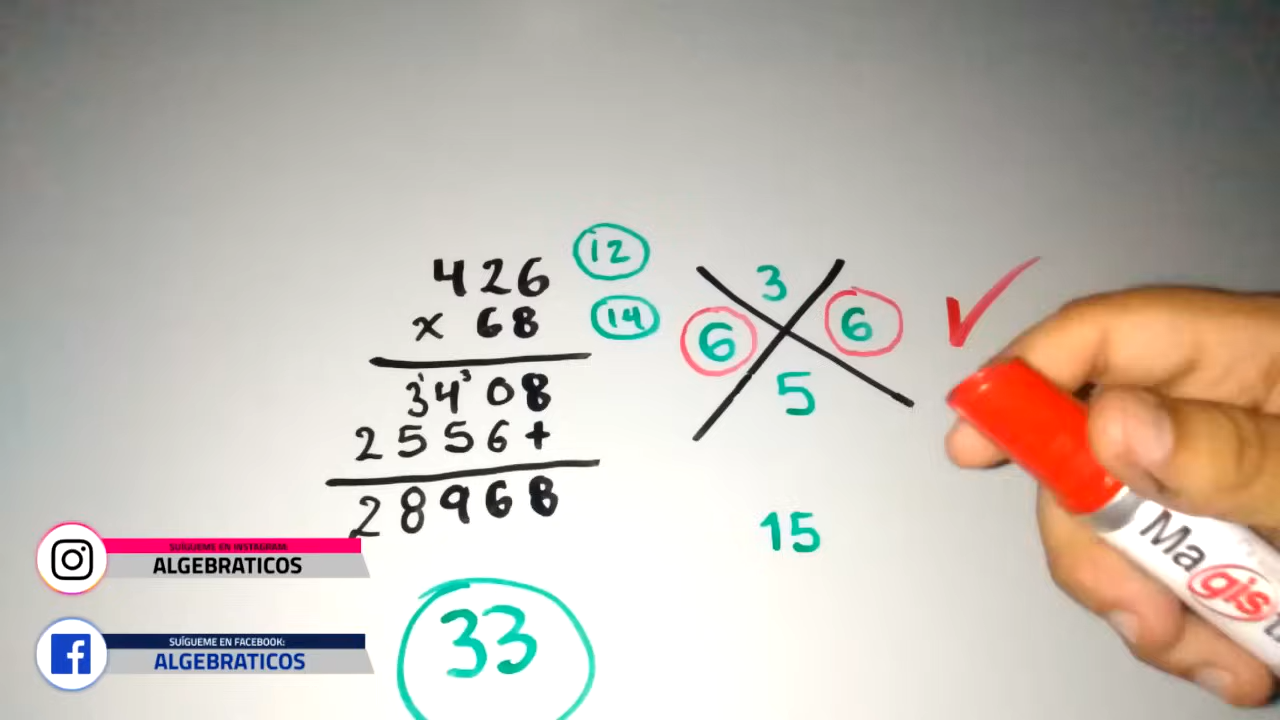 426
x 68
3408
2556+
28968
33
12
14
3
6
6
5
15
SUÍGUEME EN INSTAGRAM:
ALGEBRATICOS
SUÍGUEME EN FACEBOOK:
ALGEBRATICOS
Magis